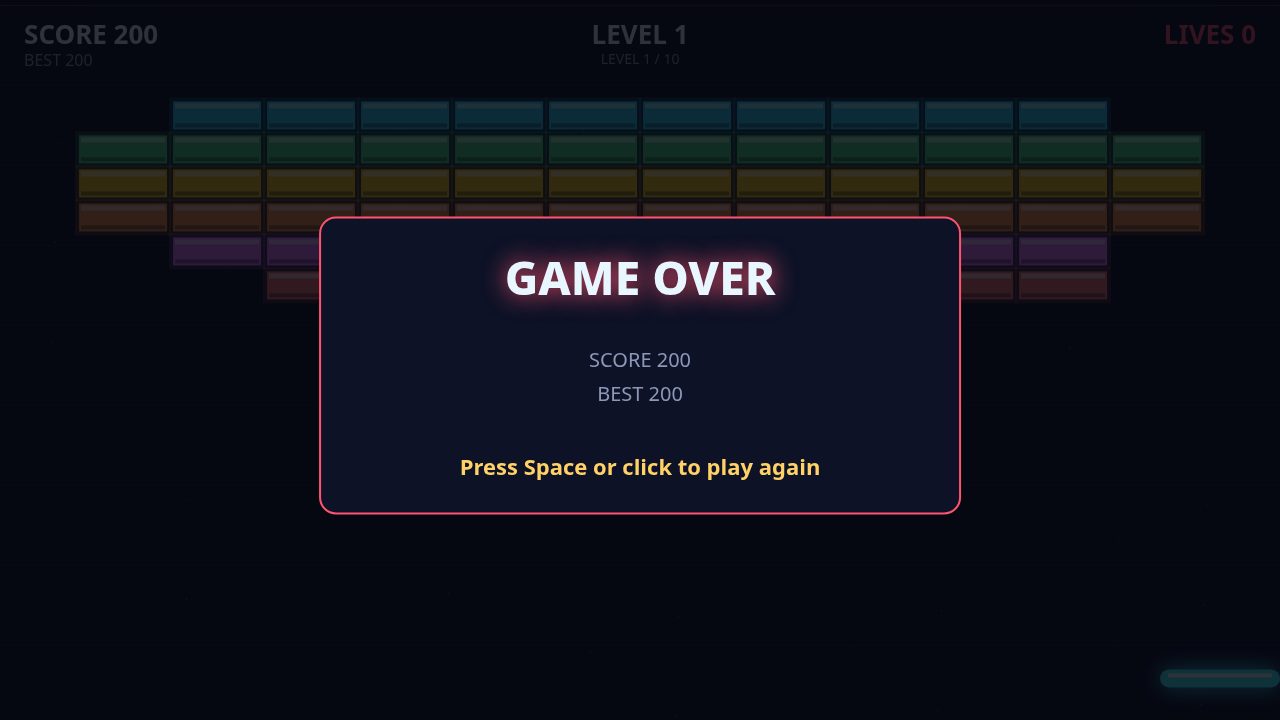 SCORE 200
LEVEL 1
LIVES 0
BEST 200
LEVEL 1 / 10
GAME OVER
SCORE 200
BEST 200
Press Space or click to play again